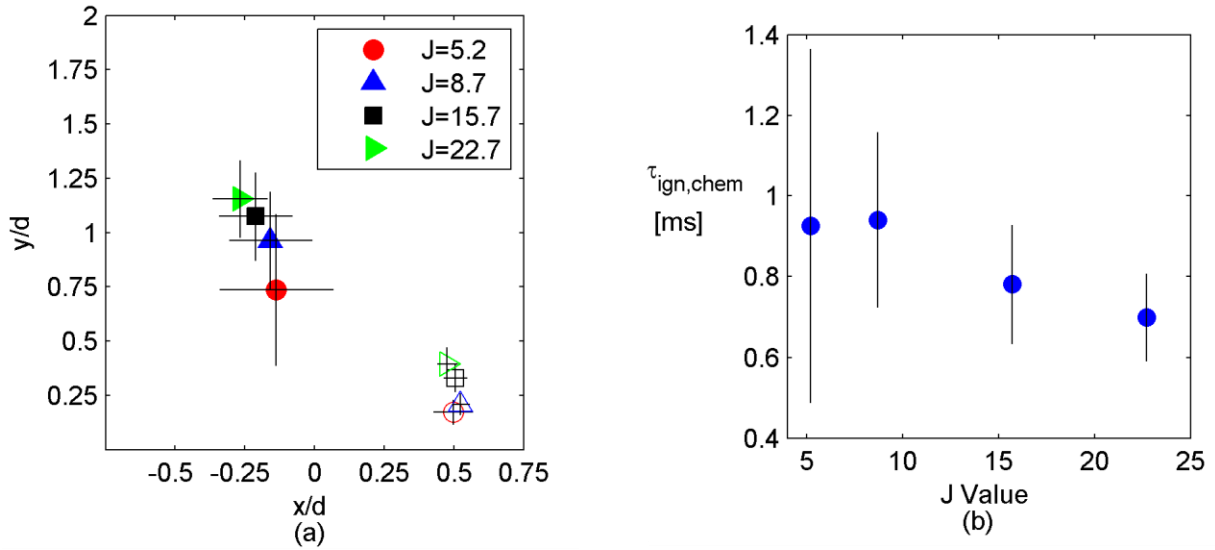 2
1.75
1.5
1.25
1
0.75
0.5
0.25
y/d
-0.5 -0.25 0 0.25 0.5 0.75
x/d
(a)
J=5.2
J=8.7
J=15.7
J=22.7
1.4
1.2
1
0.8
0.6
0.4
τign,chem
[ms]
5 10 15 20 25
J Value
(b)